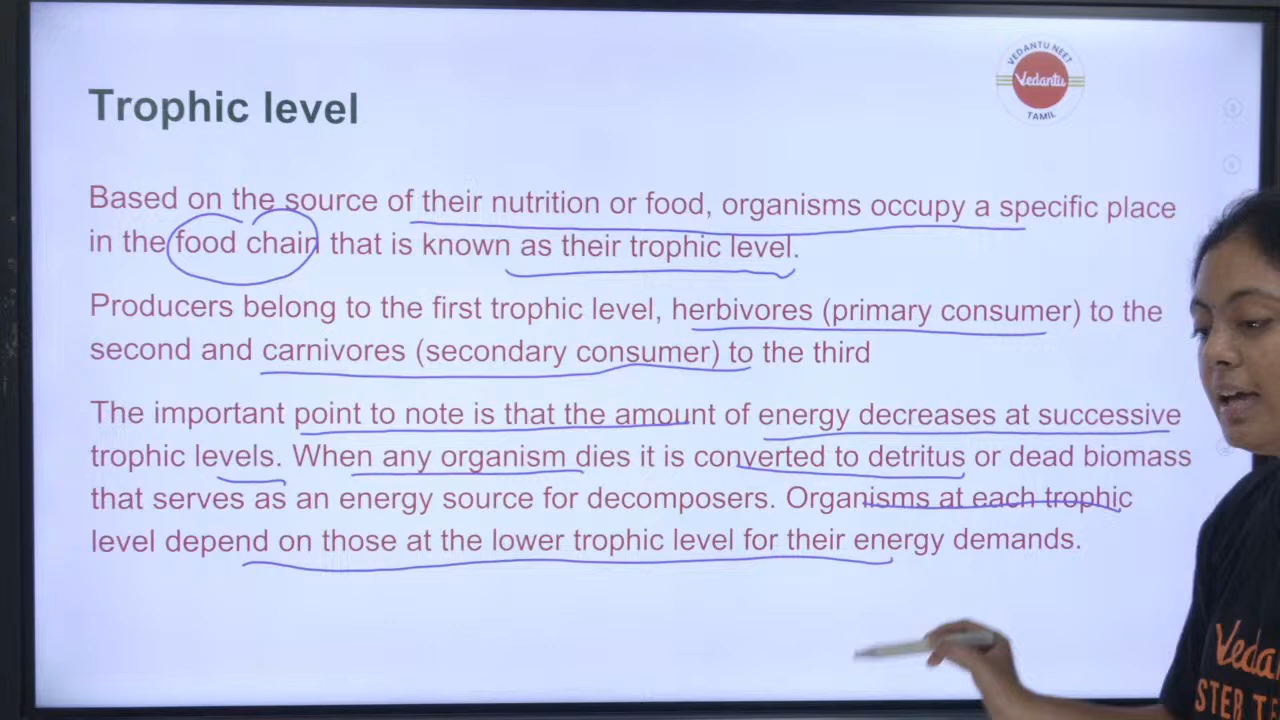 VEDANTU NEET
Vedantu
TAMIL
Trophic level
Based on the source of their nutrition or food, organisms occupy a specific place
in the food chain that is known as their trophic level.
Producers belong to the first trophic level, herbivores (primary consumer) to the
second and carnivores (secondary consumer) to the third
The important point to note is that the amount of energy decreases at successive
trophic levels. When any organism dies it is converted to detritus or dead biomass
that serves as an energy source for decomposers. Organisms at each trophic
level depend on those at the lower trophic level for their energy demands.